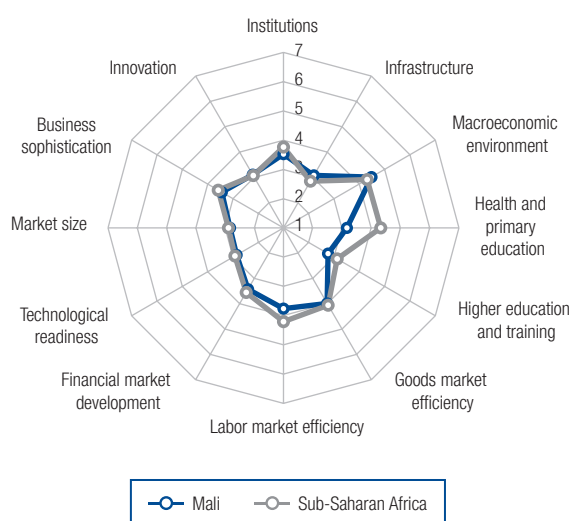 Institutions
Infrastructure
Macroeconomic
environment
Health and
primary
education
Higher education
and training
Goods market
efficiency
Labor market efficiency
Financial market
development
Technological
readiness
Market size
Business
sophistication
Innovation
7
6
5
4
3
2
1
Mali
Sub-Saharan Africa